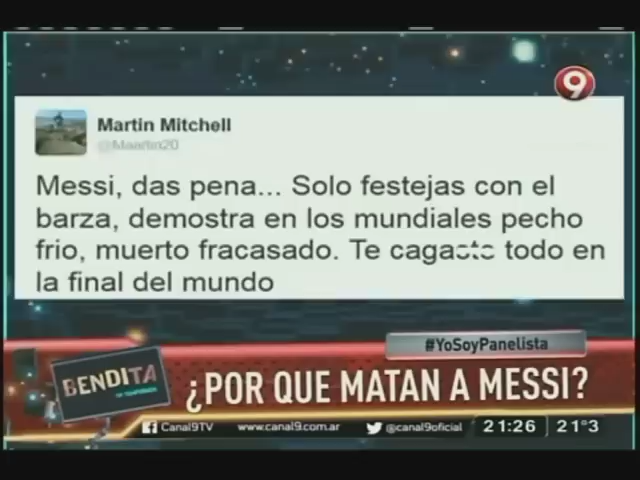 9
Martin Mitchell
@Maartin20
Messi, das pena... Solo festejas con el
barza, demostra en los mundiales pecho
frio, muerto fracasado. Te cagaste todo en
la final del mundo
#YoSoyPanelista
BENDITA
¿POR QUE MATAN A MESSI?
Canal9TV www.canal9.com.ar @canal9oficial 21:26 21°3